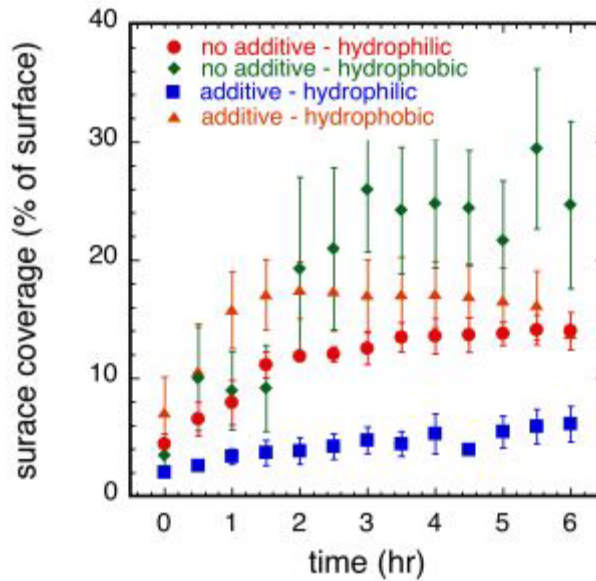 40
no additive - hydrophilic
no additive - hydrophobic
additive - hydrophilic
additive - hydrophobic
30
20
10
0
surace coverage (% of surface)
0 1 2 3 4 5 6
time (hr)